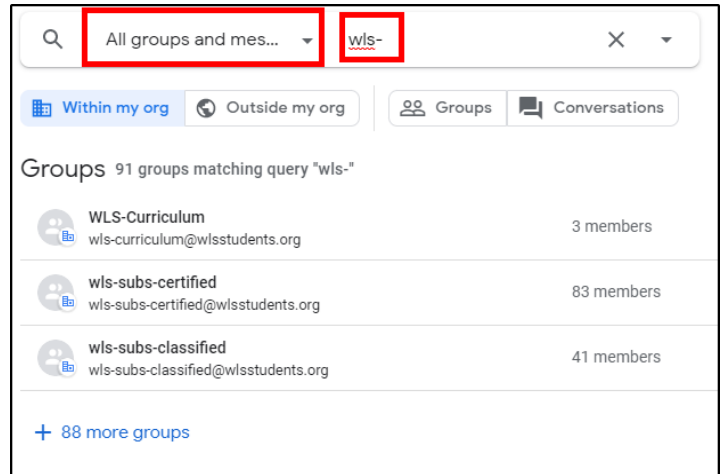 All groups and mes... wls-
Within my org Outside my org Groups Conversations
Groups 91 groups matching query "wls-"
WLS-Curriculum
wls-curriculum@wlsstudents.org
3 members
wls-subs-certified
wls-subs-certified@wlsstudents.org
83 members
wls-subs-classified
wls-subs-classified@wlsstudents.org
41 members
+ 88 more groups